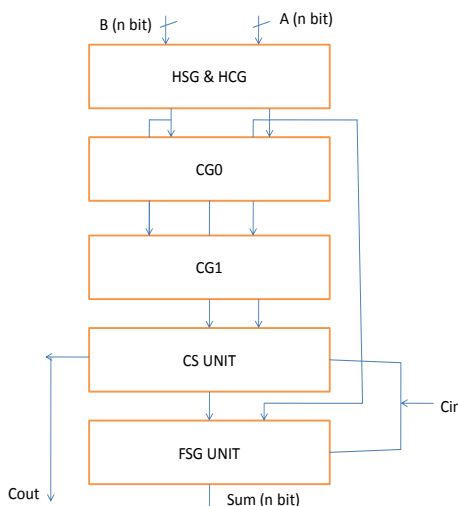 B (n bit)
A (n bit)
HSG & HCG
CG0
CG1
CS UNIT
Cin
FSG UNIT
Cout
Sum (n bit)